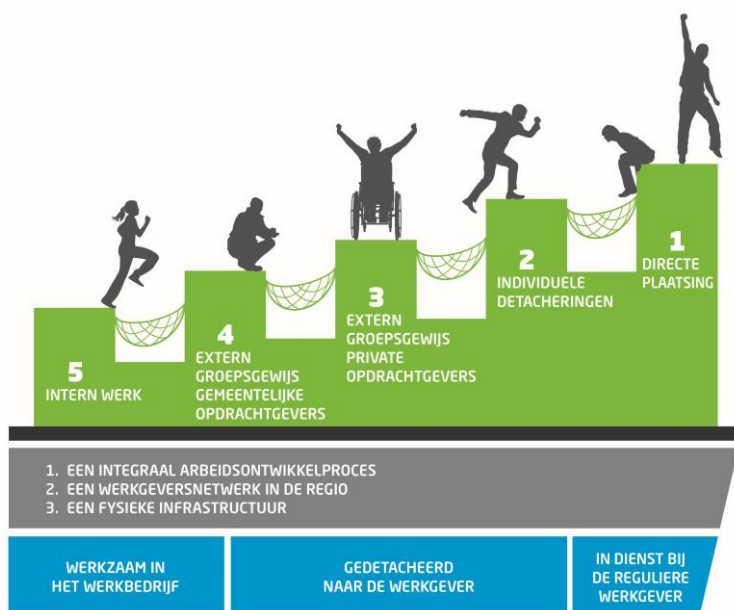 5
INTERN WERK
4
EXTERN
GROEPSGEWIJS
GEMEENTELIJKE
OPDRACHTGEVERS
3
EXTERN
GROEPSGEWIJS
PRIVATE
OPDRACHTGEVERS
2
INDIVIDUELE
DETACHERINGEN
1
DIRECTE
PLAATSING
1. EEN INTEGRAAL ARBEIDSONTWIKKELPROCES
2. EEN WERKGEVERSNETWERK IN DE REGIO
3. EEN FYSIEKE INFRASTRUCTUUR
WERKZAAM IN
HET WERKBEDRIJF
GEDETACHEERD
NAAR DE WERKGEVER
IN DIENST BIJ
DE REGULIERE
WERKGEVER